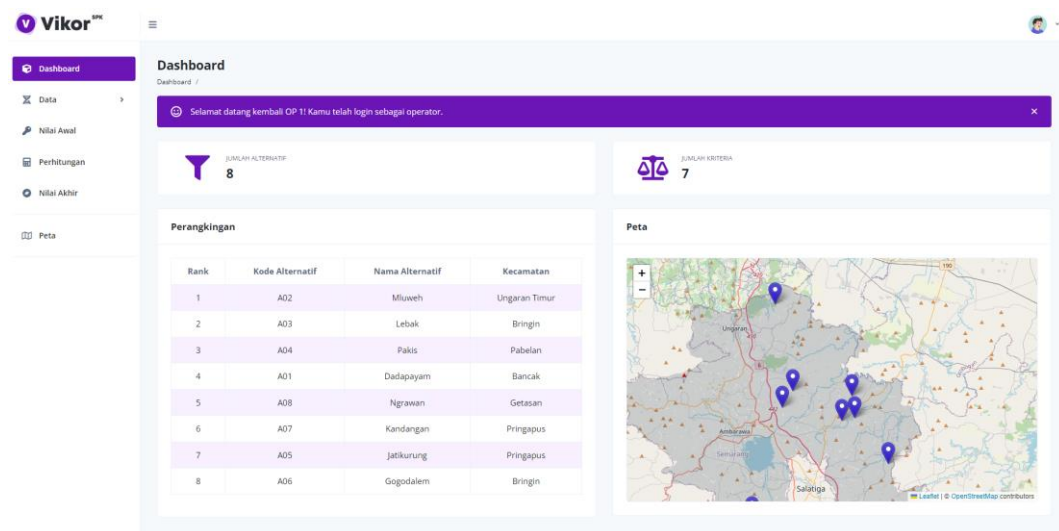 Vikor SPK
Dashboard
Data
Nilai Awal
Perhitungan
Nilai Akhir
Peta
Dashboard
Dashboard /
Selamat datang kembali OP 1! Kamu telah login sebagai operator.
JUMLAH ALTERNATIF
8
JUMLAH KRITERIA
7
Perangkingan
Rank Kode Alternatif Nama Alternatif Kecamatan
1 A02 Mluweh Ungaran Timur
2 A03 Lebak Bringin
3 A04 Pakis Pabelan
4 A01 Dadapayam Bancak
5 A08 Ngrawan Getasan
6 A07 Kandangan Pringapus
7 A05 Jatikurung Pringapus
8 A06 Gogodalem Bringin
Peta
+
−
190
Ungaran
Ambarawa
Semarang
Salatiga
Leaflet | © OpenStreetMap contributors